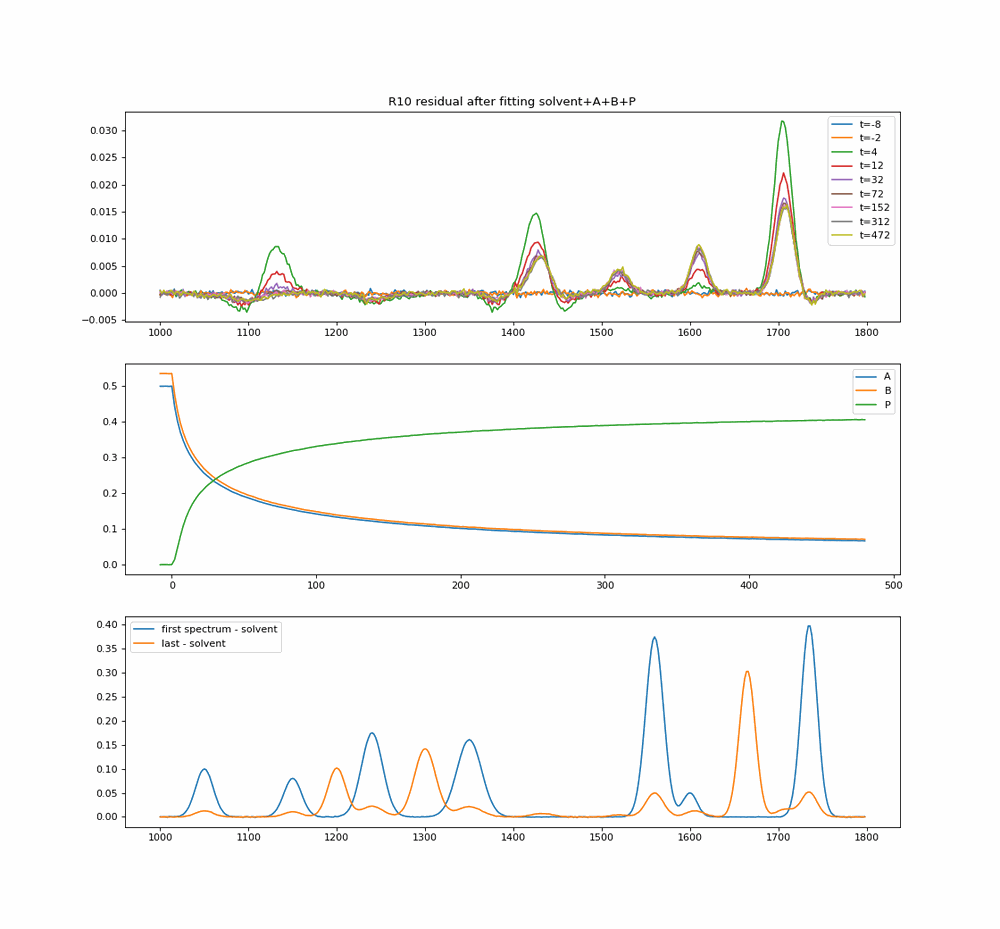 R10 residual after fitting solvent+A+B+P
0.030
0.025
0.020
0.015
0.010
0.005
0.000
−0.005
t=-8
t=-2
t=4
t=12
t=32
t=72
t=152
t=312
t=472
1000 1100 1200 1300 1400 1500 1600 1700 1800
0.5
0.4
0.3
0.2
0.1
0.0
A
B
P
0 100 200 300 400 500
0.40
0.35
0.30
0.25
0.20
0.15
0.10
0.05
0.00
first spectrum - solvent
last - solvent
1000 1100 1200 1300 1400 1500 1600 1700 1800